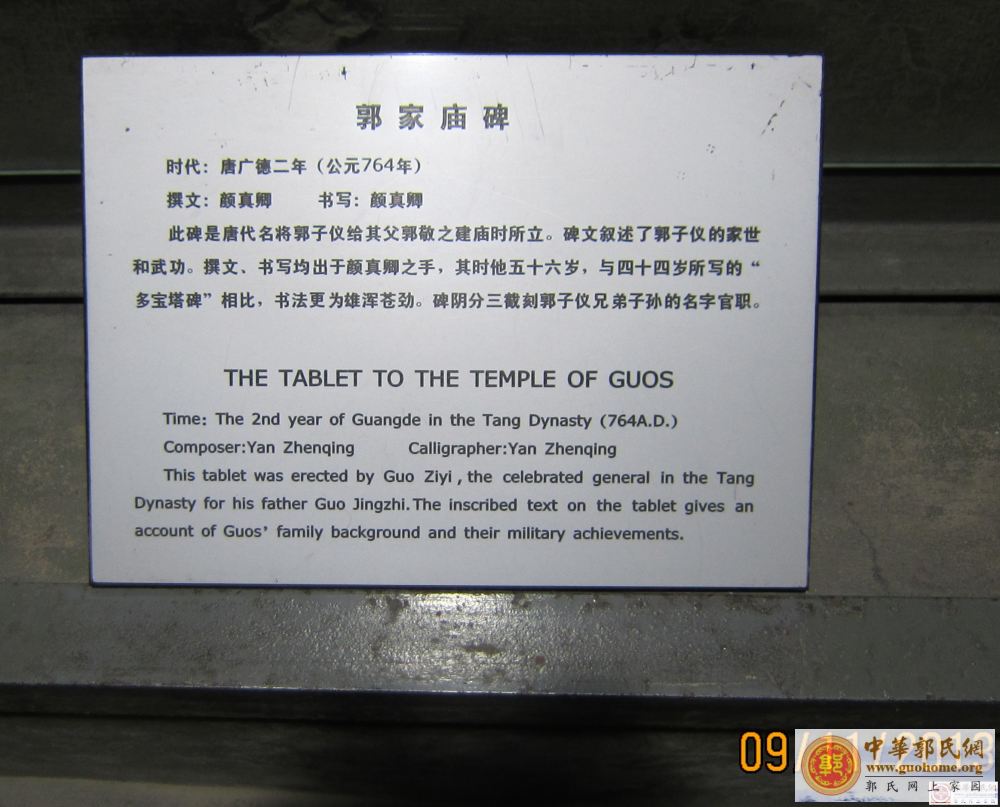 郭家庙碑
时代：唐广德二年（公元764年）
撰文：颜真卿 书写：颜真卿
此碑是唐代名将郭子仪给其父郭敬之建庙时所立。碑文叙述了郭子仪的家世
和武功。撰文、书写均出于颜真卿之手，其时他五十六岁，与四十四岁所写的“
多宝塔碑”相比，书法更为雄浑苍劲。碑阴分三截刻郭子仪兄弟子孙的名字官职。
THE TABLET TO THE TEMPLE OF GUOS
Time: The 2nd year of Guangde in the Tang Dynasty (764A.D.)
Composer:Yan Zhenqing Calligrapher:Yan Zhenqing
This tablet was erected by Guo Ziyi , the celebrated general in the Tang
Dynasty for his father Guo Jingzhi.The inscribed text on the tablet gives an
account of Guos' family background and their military achievements.
09/11/2013
中華郭氏網
www.guohome.org
郭氏网上家园